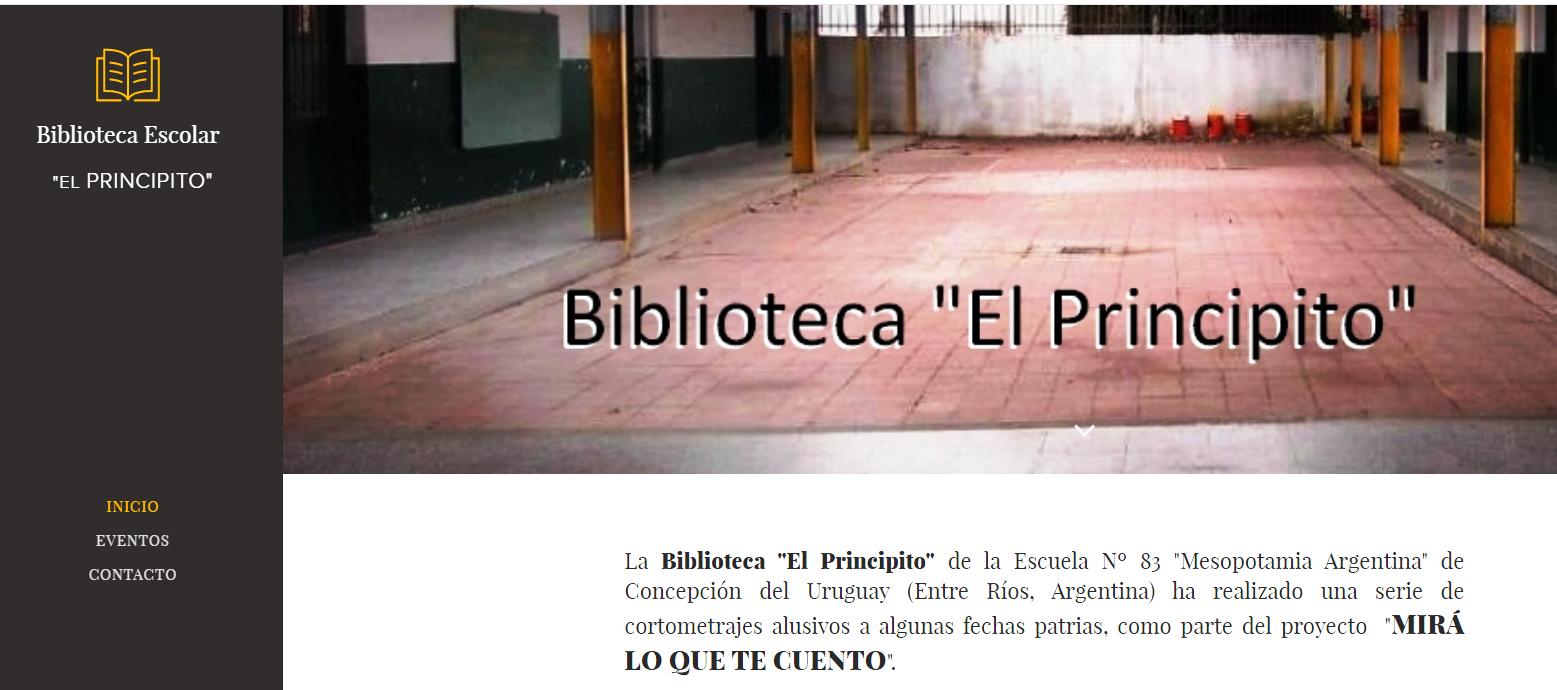 Biblioteca Escolar
"EL PRINCIPITO"
INICIO
EVENTOS
CONTACTO
Biblioteca "El Principito"
La Biblioteca "El Principito" de la Escuela Nº 83 "Mesopotamia Argentina" de
Concepción del Uruguay (Entre Ríos, Argentina) ha realizado una serie de
cortometrajes alusivos a algunas fechas patrias, como parte del proyecto "MIRÁ
LO QUE TE CUENTO".